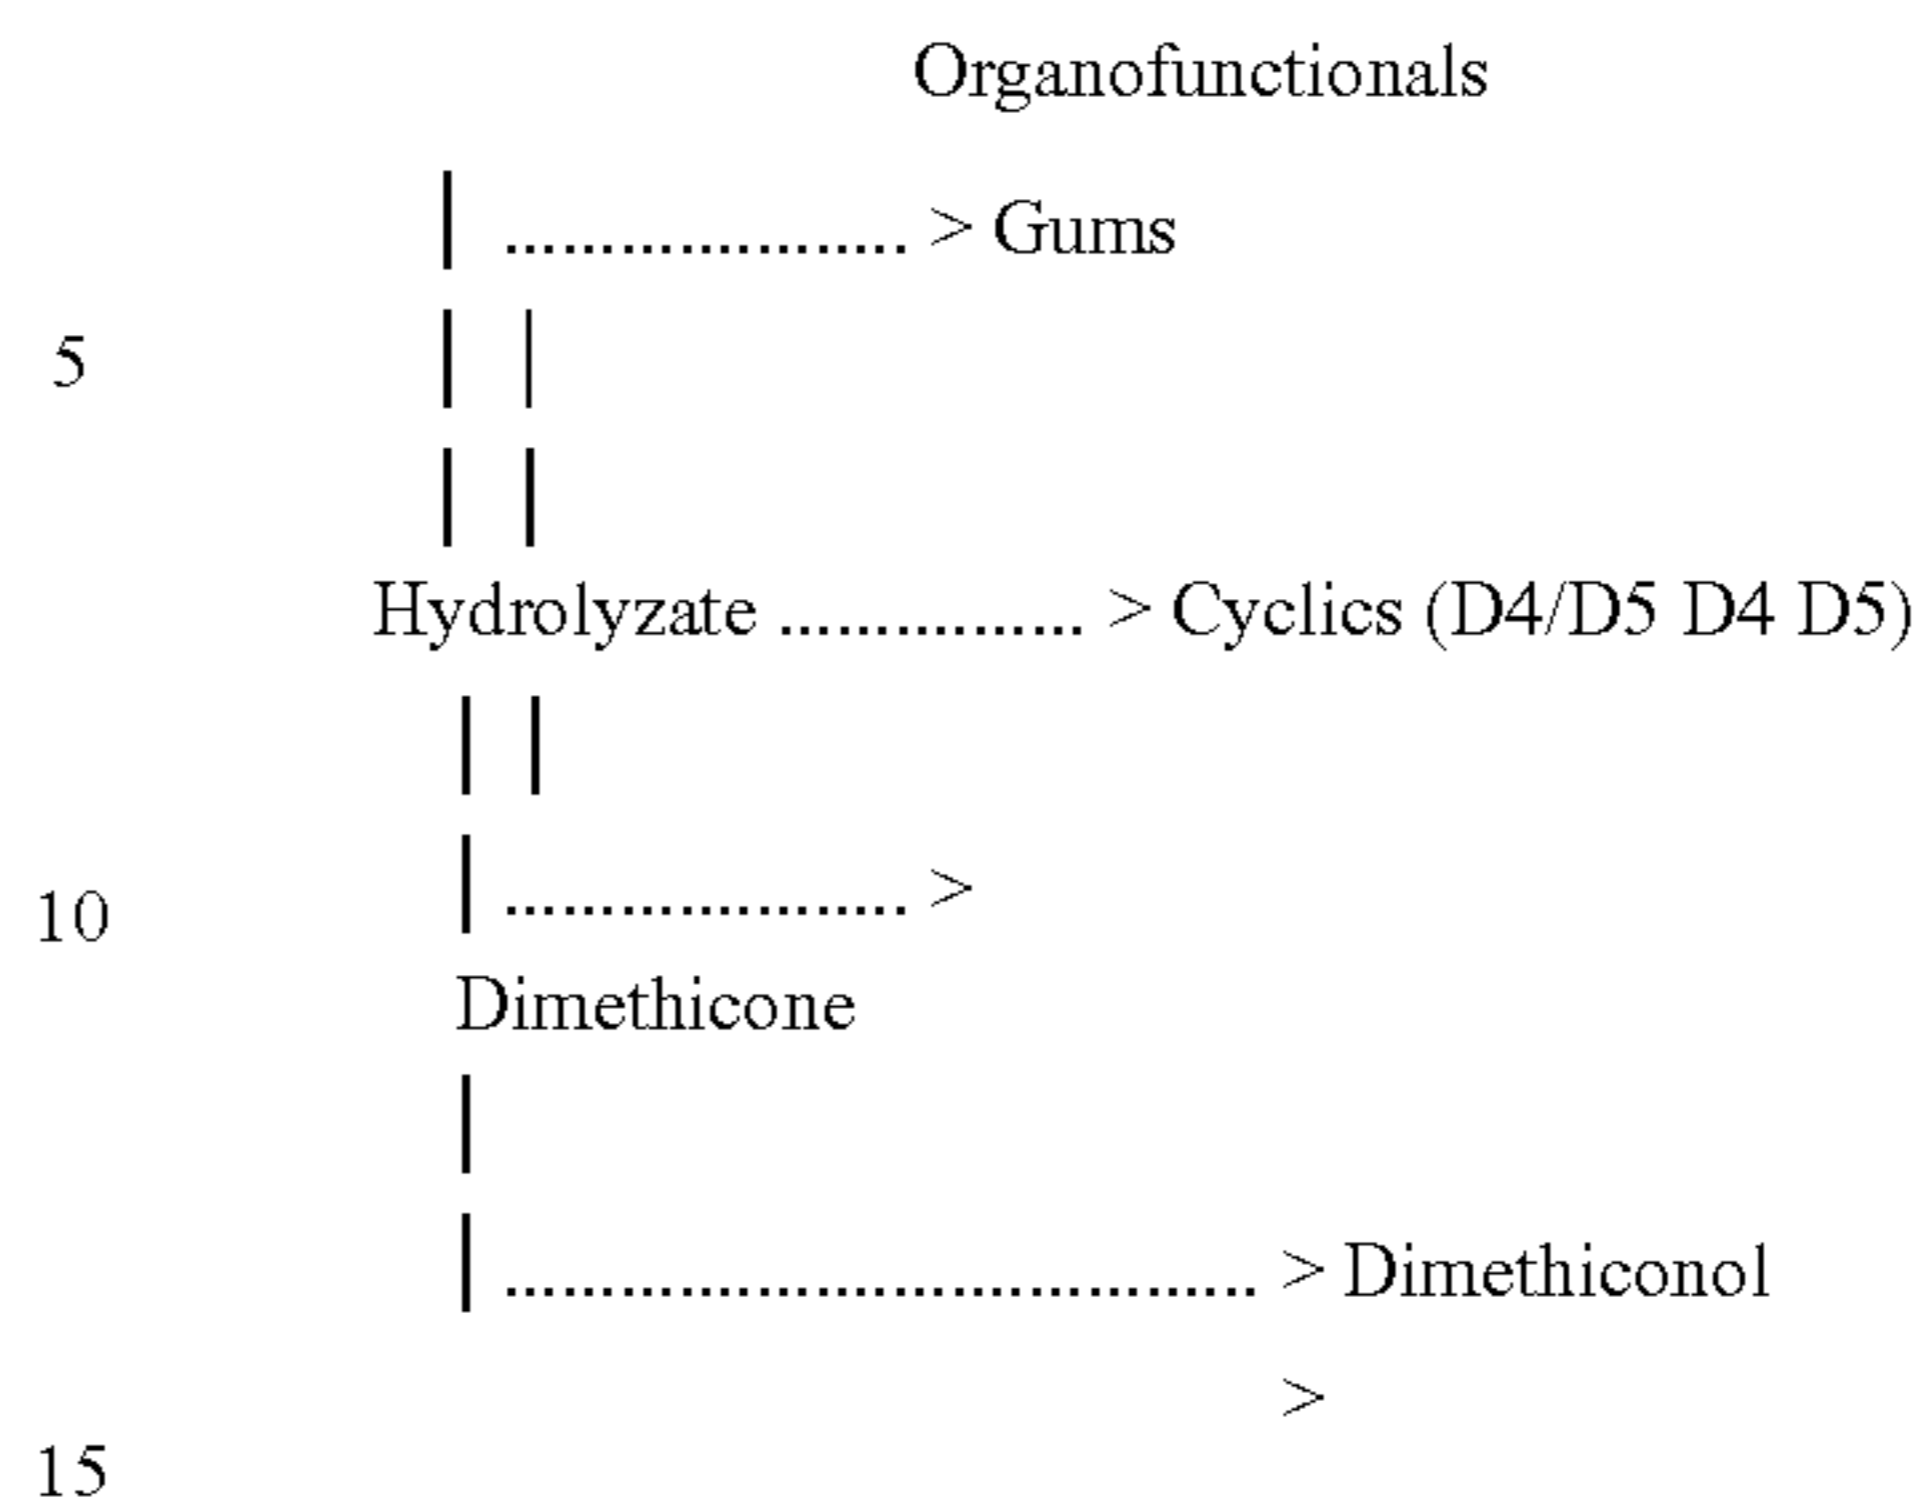 Organofunctionals
| .................... > Gums
5 | |
| |
Hydrolyzate ................ > Cyclics (D4/D5 D4 D5)
| |
10 | .................... >
Dimethicone
|
| ...................................... > Dimethiconol
>
15